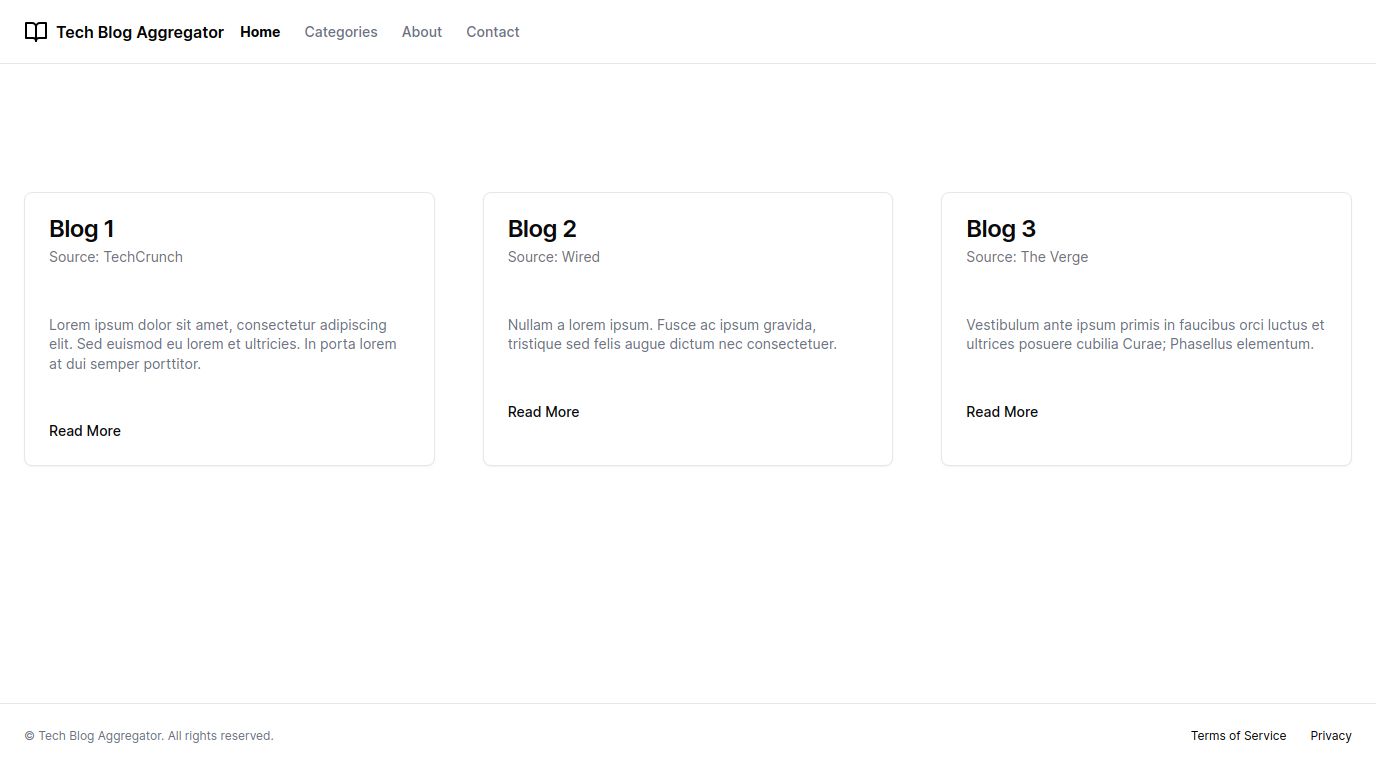 Tech Blog Aggregator Home Categories About Contact
Blog 1
Source: TechCrunch
Lorem ipsum dolor sit amet, consectetur adipiscing
elit. Sed euismod eu lorem et ultricies. In porta lorem
at dui semper porttitor.
Read More
Blog 2
Source: Wired
Nullam a lorem ipsum. Fusce ac ipsum gravida,
tristique sed felis augue dictum nec consectetuer.
Read More
Blog 3
Source: The Verge
Vestibulum ante ipsum primis in faucibus orci luctus et
ultrices posuere cubilia Curae; Phasellus elementum.
Read More
© Tech Blog Aggregator. All rights reserved.
Terms of Service Privacy